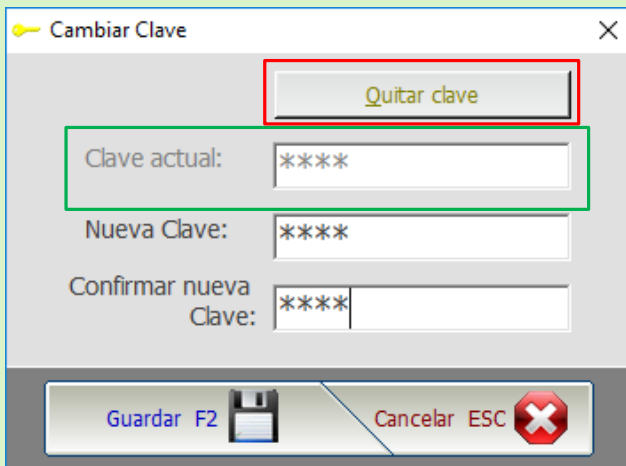 Cambiar Clave
Quitar clave
Clave actual: ****
Nueva Clave: ****
Confirmar nueva
Clave: ****
Guardar F2 Cancelar ESC